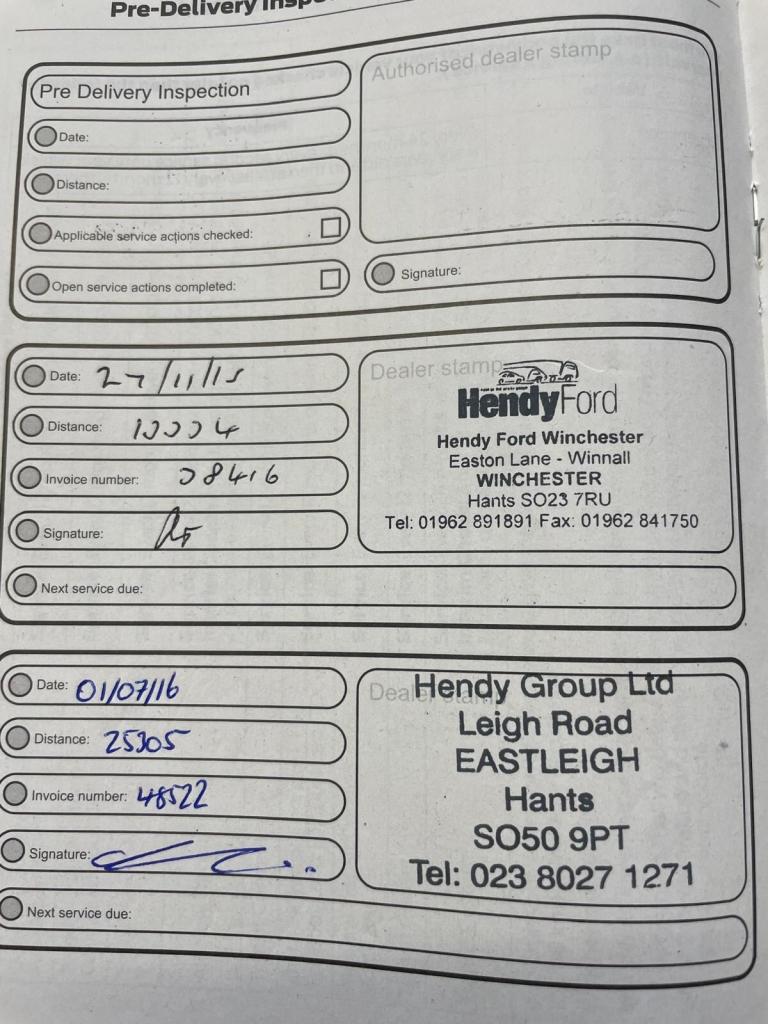 Pre-Delivery
Pre Delivery Inspection
Date:
Distance:
Applicable service actions checked:
Open service actions completed:
Authorised dealer stamp
Signature:
Date: 27/11/15
Distance:
Invoice number: 08416
Signature:
Next service due:
Dealer stamp
HendyFord
Hendy Ford Winchester
Easton Lane - Winnall
WINCHESTER
Hants SO23 7RU
Tel: 01962 891891 Fax: 01962 841750
Date: 01/07/16
Distance: 25305
Invoice number: 48522
Signature:
Next service due:
Dealer stamp
Hendy Group Ltd
Leigh Road
EASTLEIGH
Hants
SO50 9PT
Tel: 023 8027 1271